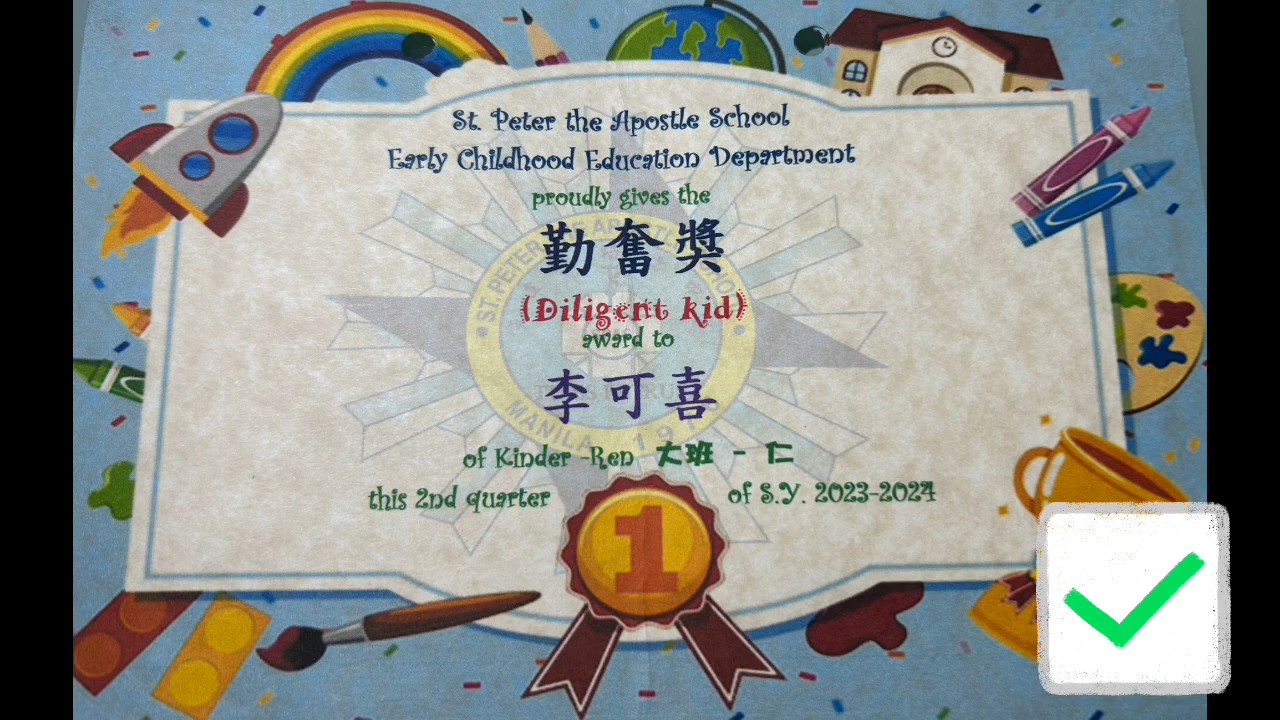 St. Peter the Apostle School
Early Childhood Education Department
proudly gives the
勤奮獎
(Diligent kid)
award to
李可喜
of Kinder -Ren 大班 - 仁
this 2nd quarter of S.Y. 2023-2024
1